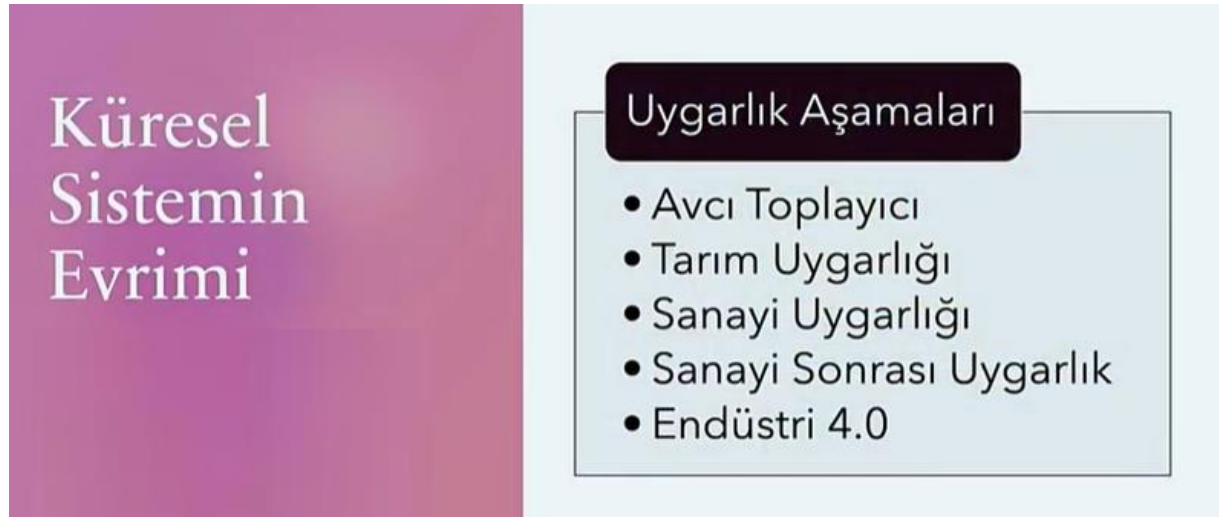 Küresel
Sistemin
Evrimi
Uygarlık Aşamaları
• Avcı Toplayıcı
• Tarım Uygarlığı
• Sanayi Uygarlığı
• Sanayi Sonrası Uygarlık
• Endüstri 4.0